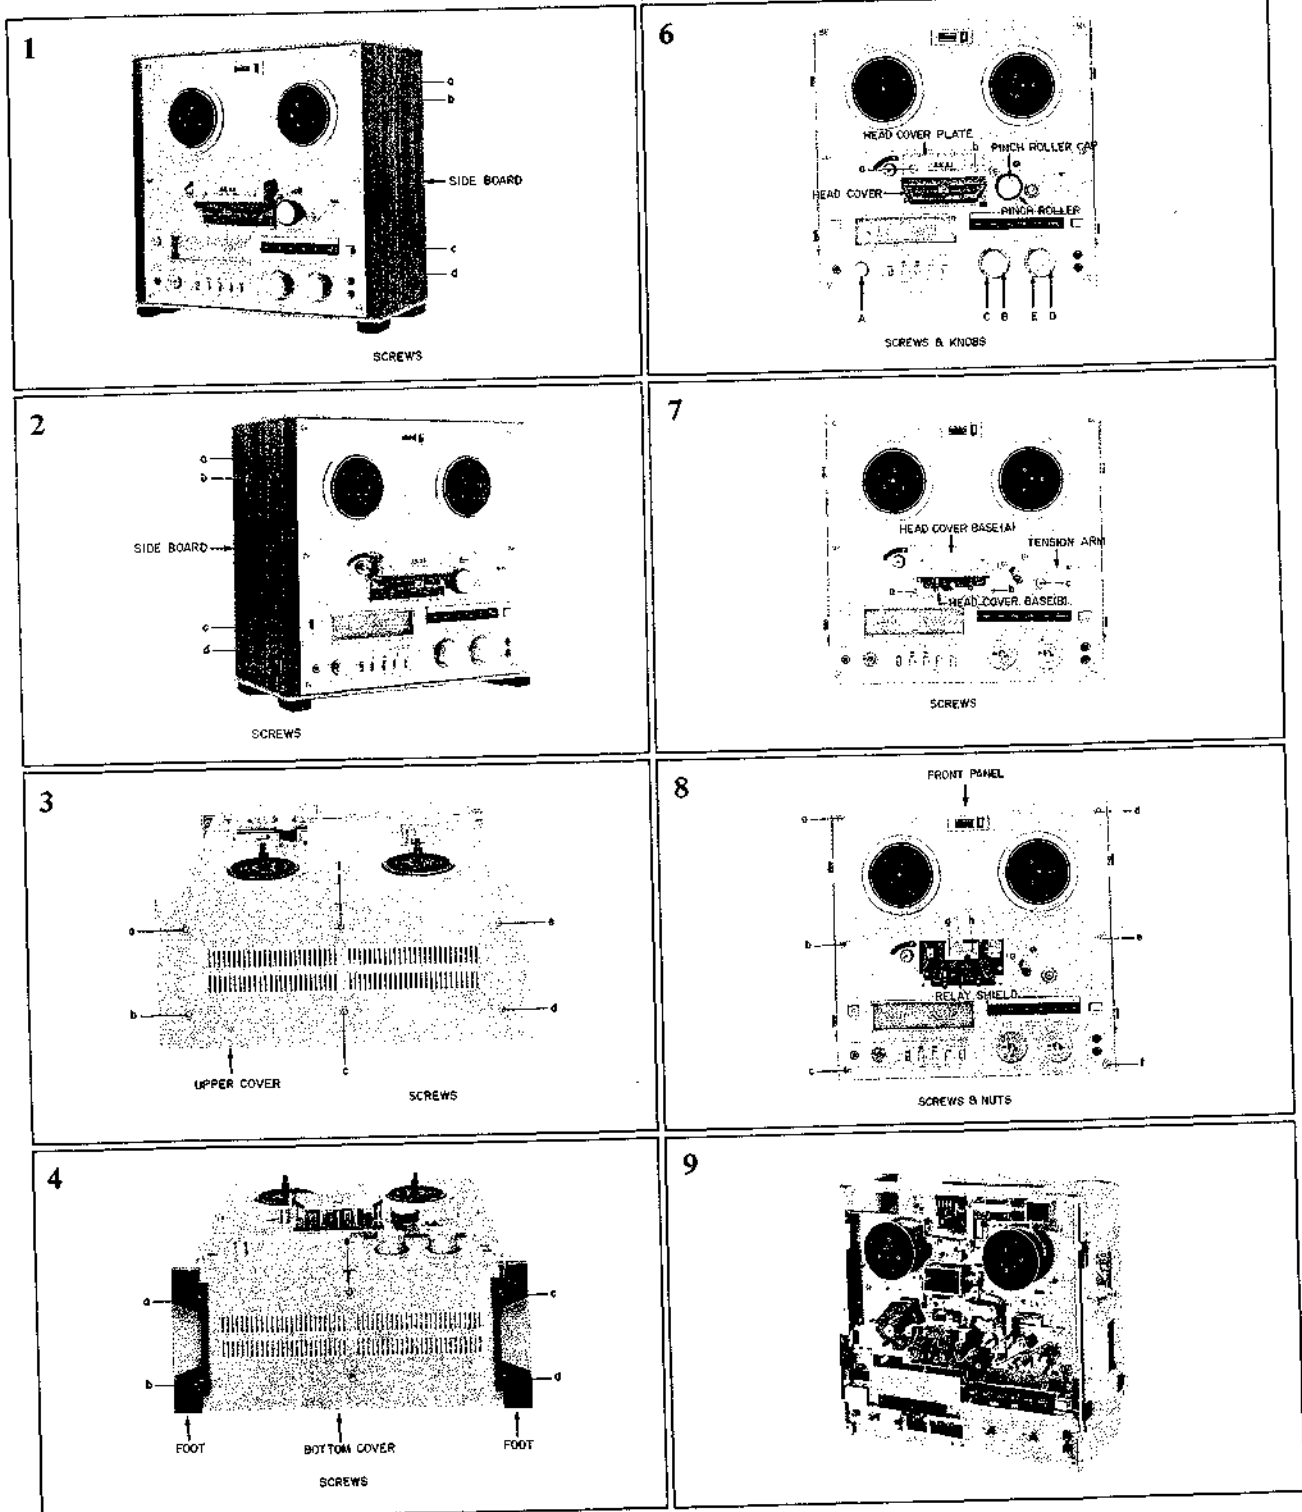 1
a
b
SIDE BOARD
c
d
SCREWS
2
a
b
SIDE BOARD
c
d
SCREWS
3
a
e
b
d
c
UPPER COVER
SCREWS
4
a
c
b
d
FOOT
BOTTOM COVER
FOOT
SCREWS
6
HEAD COVER PLATE
b
PINCH ROLLER CAP
a
HEAD COVER
PINCH ROLLER
A
C
B
E
D
SCREWS & KNOBS
7
HEAD COVER BASE(A)
TENSION ARM
a
b
c
HEAD COVER BASE(B)
SCREWS
8
FRONT PANEL
a
d
g
h
b
e
RELAY SHIELD
c
f
SCREWS & NUTS
9